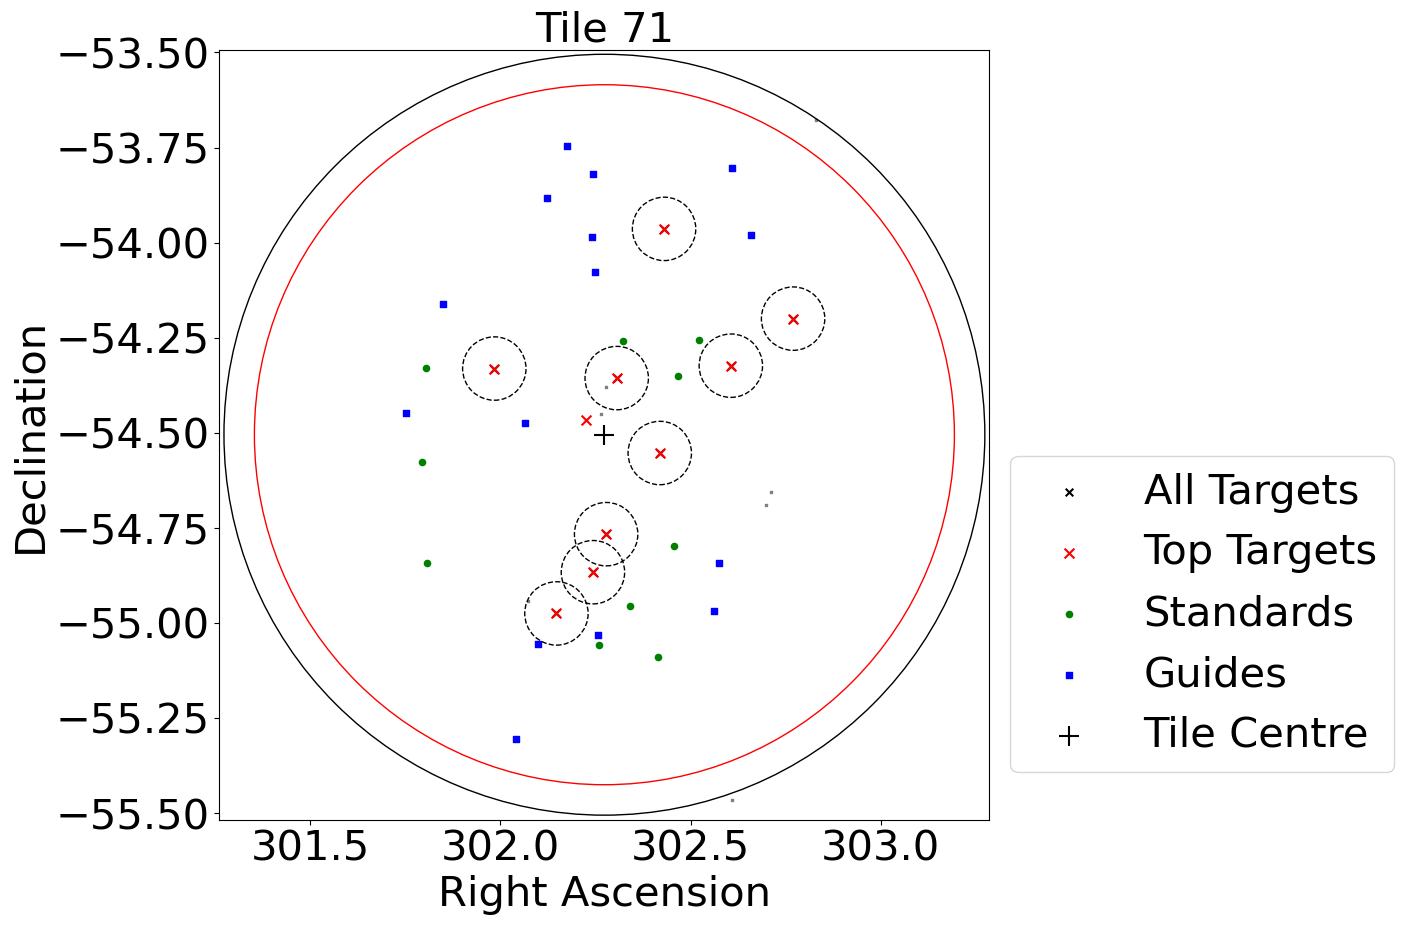 Tile 71
−53.50
−53.75
−54.00
−54.25
−54.50
−54.75
−55.00
−55.25
−55.50
Declination
301.5 302.0 302.5 303.0
Right Ascension
All Targets
Top Targets
Standards
Guides
Tile Centre